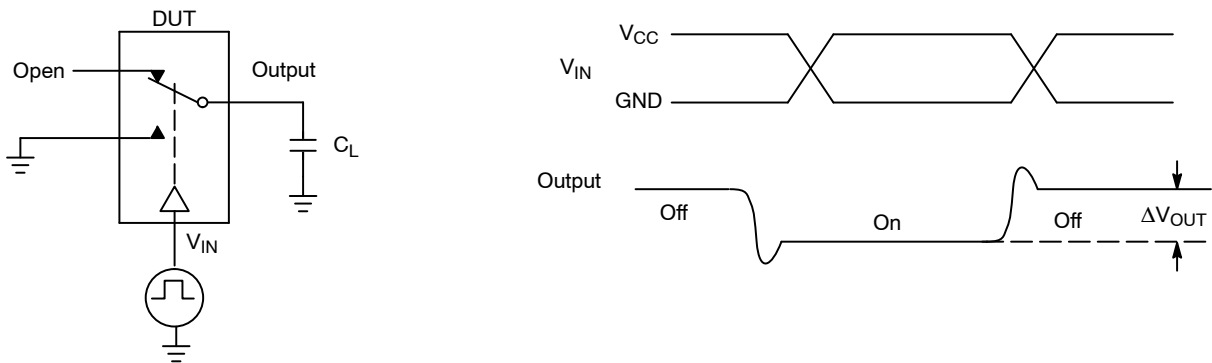 DUT
Open
Output
C_L
V_IN
V_CC
V_IN
GND
Output
Off
On
Off
ΔV_OUT